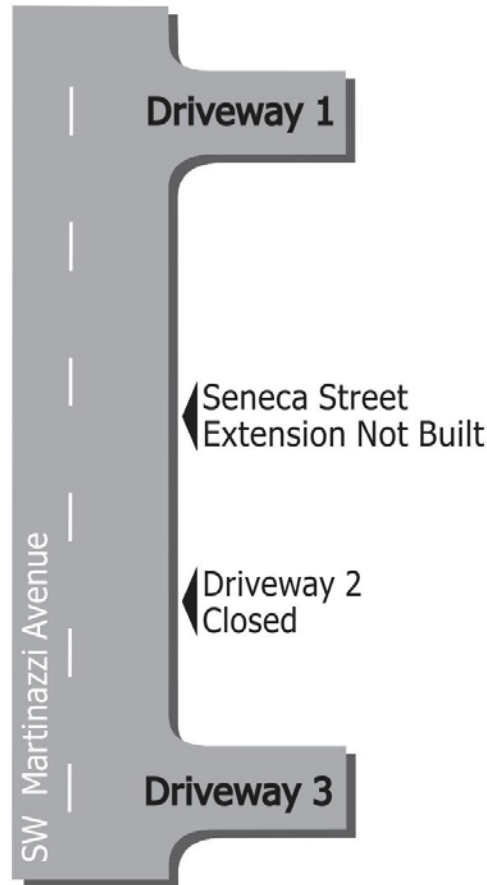 Driveway 1
Seneca Street
Extension Not Built
Driveway 2
Closed
SW Martinazzi Avenue
Driveway 3